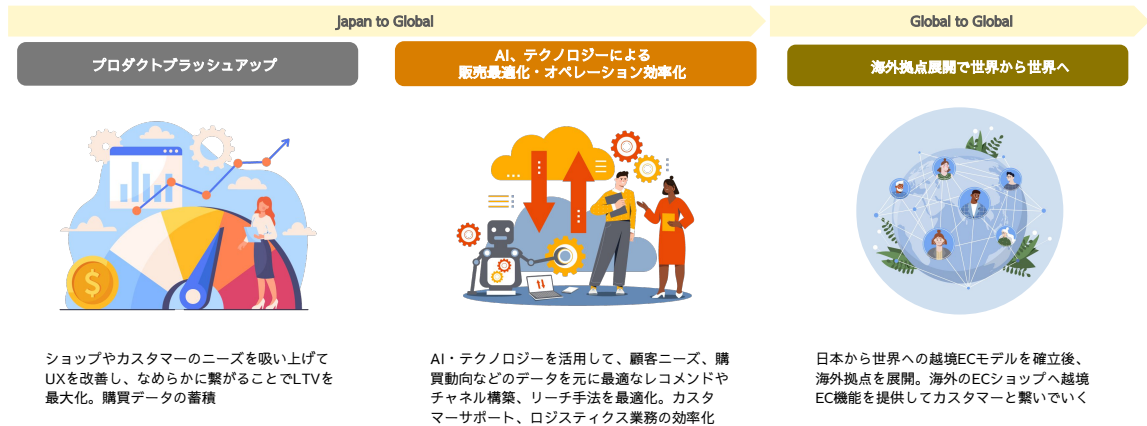 Japan to Global
Global to Global
プロダクトブラッシュアップ
AI、テクノロジーによる
販売最適化・オペレーション効率化
海外拠点展開で世界から世界へ
ショップやカスタマーのニーズを吸い上げて
UXを改善し、なめらかに繋がることでLTVを
最大化。購買データの蓄積
AI・テクノロジーを活用して、顧客ニーズ、購
買動向などのデータを元に最適なレコメンドや
チャネル構築、リーチ手法を最適化。カスタ
マーサポート、ロジスティクス業務の効率化
日本から世界への越境ECモデルを確立後、
海外拠点を展開。海外のECショップへ越境
EC機能を提供してカスタマーと繋いでいく